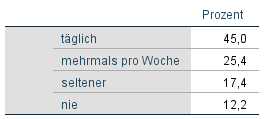 Prozent
täglich 45,0
mehrmals pro Woche 25,4
seltener 17,4
nie 12,2